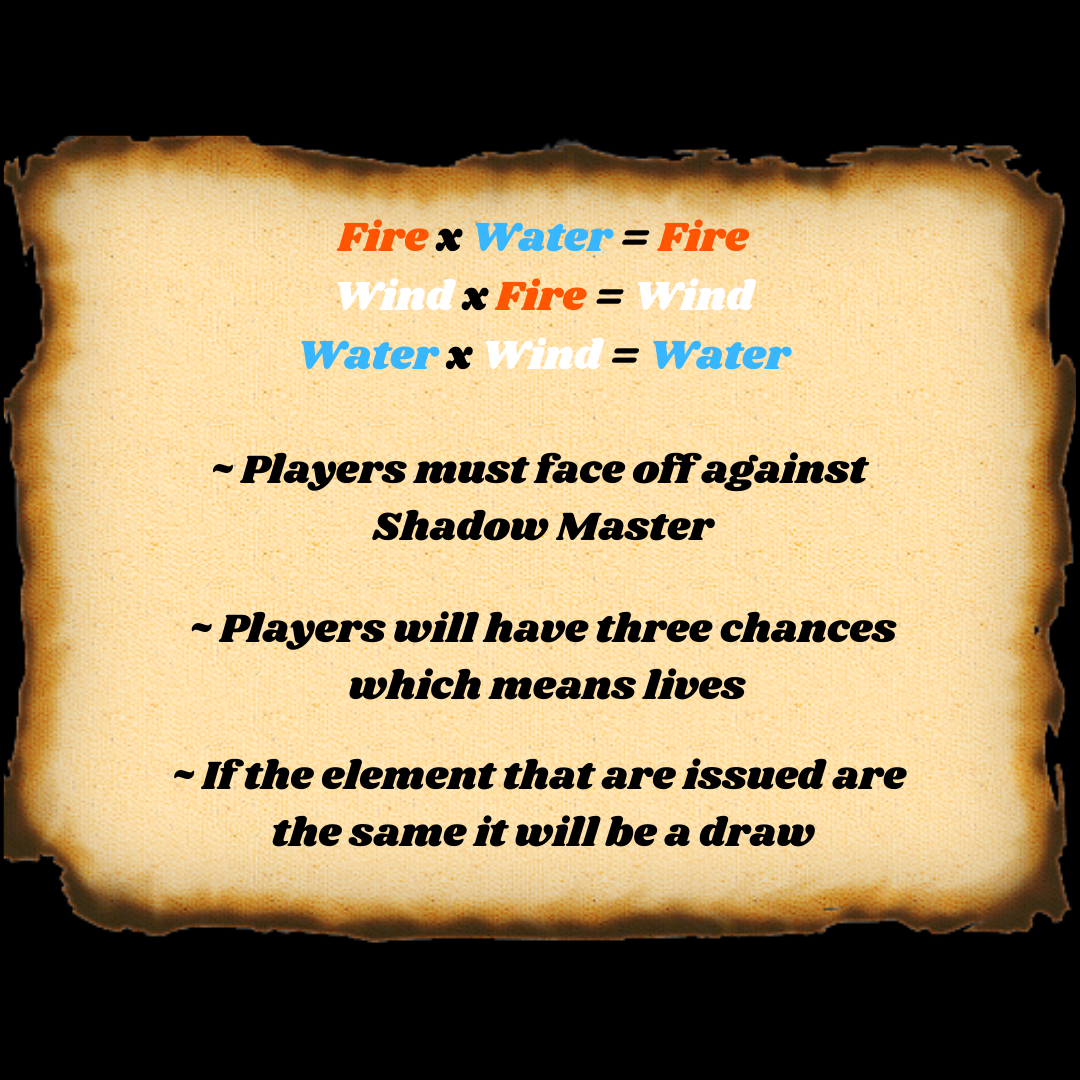 Fire x Water = Fire
Wind x Fire = Wind
Water x Wind = Water
~ Players must face off against
Shadow Master
~ Players will have three chances
which means lives
~ If the element that are issued are
the same it will be a draw